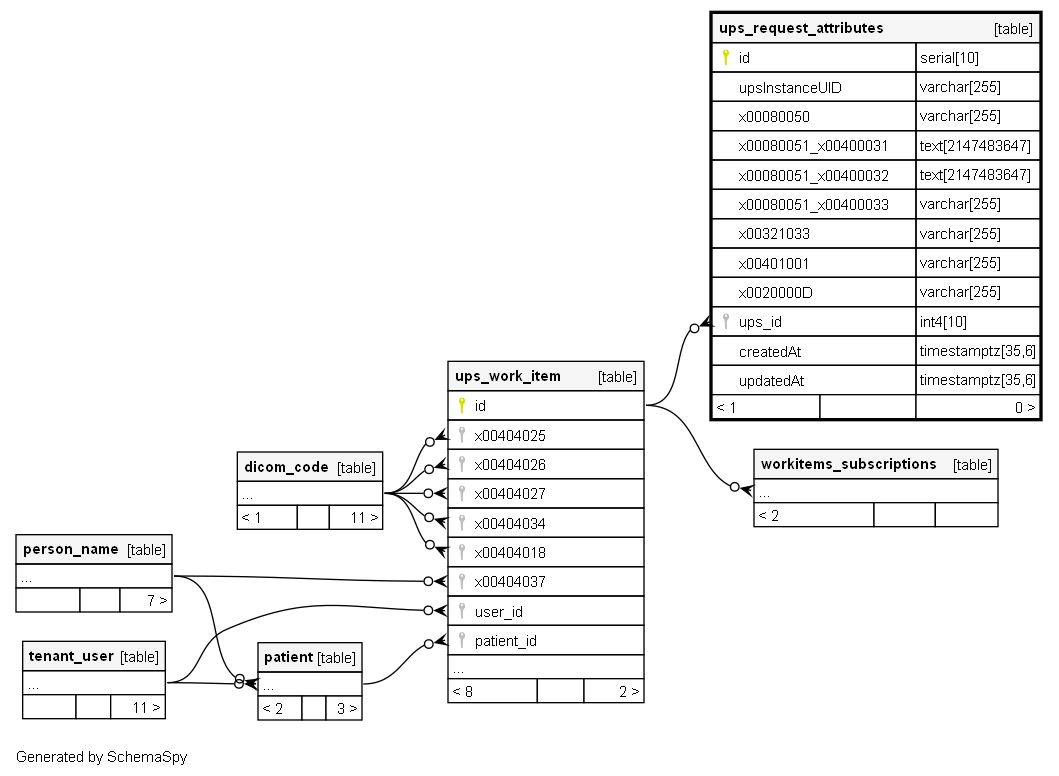 ups_request_attributes [table]
id serial[10]
upsInstanceUID varchar[255]
x00080050 varchar[255]
x00080051_x00400031 text[2147483647]
x00080051_x00400032 text[2147483647]
x00080051_x00400033 varchar[255]
x00321033 varchar[255]
x00401001 varchar[255]
x0020000D varchar[255]
ups_id int4[10]
createdAt timestamptz[35,6]
updatedAt timestamptz[35,6]
< 1 0 >
ups_work_item [table]
id
x00404025
x00404026
x00404027
x00404034
x00404018
x00404037
user_id
patient_id
...
< 8 2 >
workitems_subscriptions [table]
...
< 2
dicom_code [table]
...
< 1 11 >
person_name [table]
...
7 >
tenant_user [table]
...
11 >
patient [table]
...
< 2 3 >
Generated by SchemaSpy